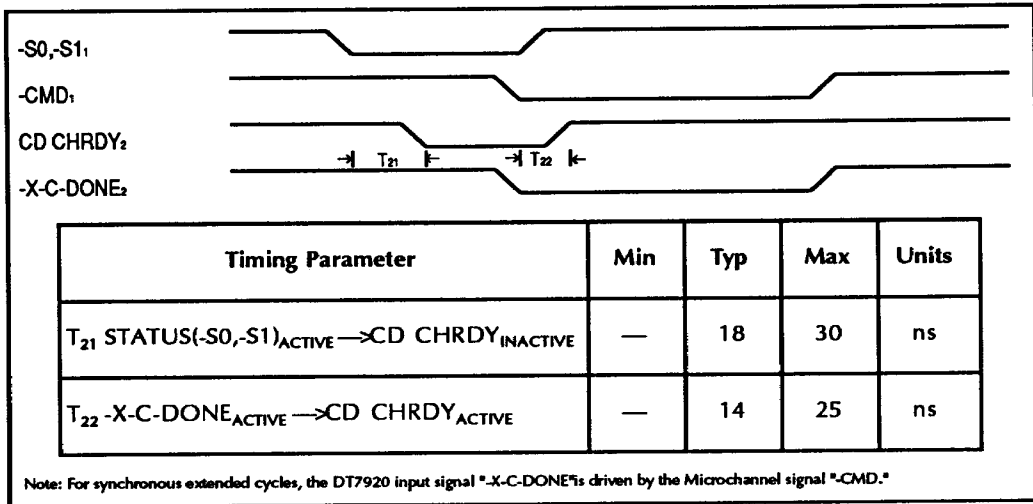 -S0,-S1₁
-CMD₁
CD CHRDY₂
T₂₁ T₂₂
-X-C-DONE₂
Timing Parameter Min Typ Max Units
T₂₁ STATUS(-S0,-S1)ACTIVE—>CD CHRDYINACTIVE — 18 30 ns
T₂₂ -X-C-DONEACTIVE—>CD CHRDYACTIVE — 14 25 ns
Note: For synchronous extended cycles, the DT7920 input signal "-X-C-DONE"is driven by the Microchannel signal "-CMD."